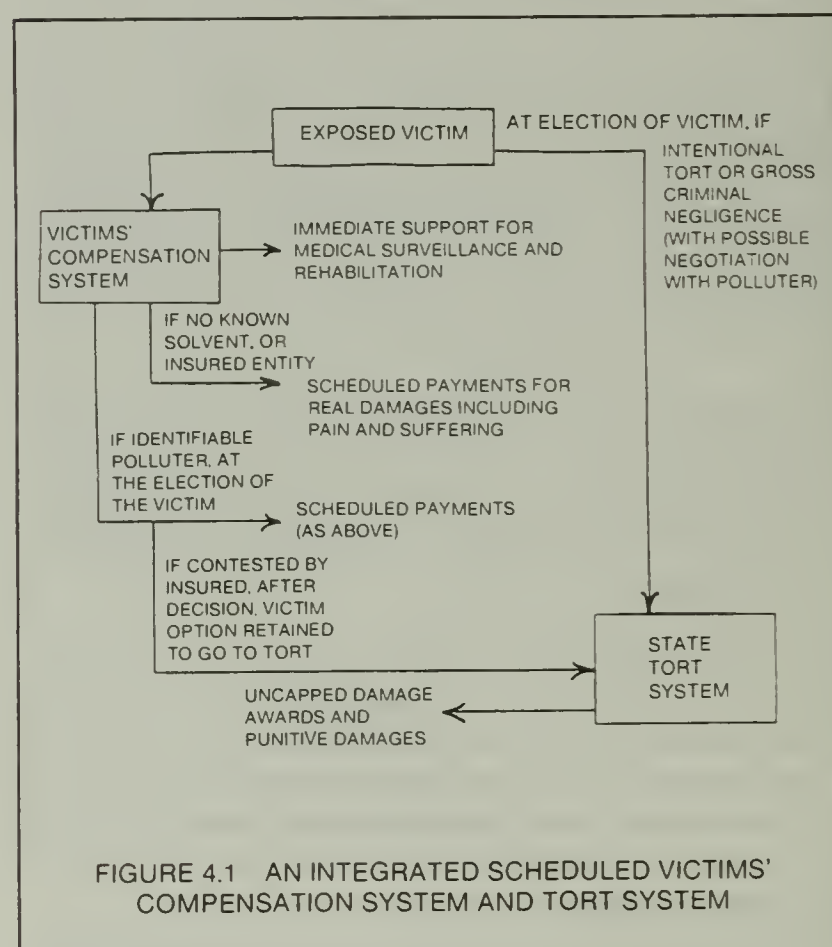 EXPOSED VICTIM
AT ELECTION OF VICTIM, IF
INTENTIONAL
TORT OR GROSS
CRIMINAL
NEGLIGENCE
(WITH POSSIBLE
NEGOTIATION
WITH POLLUTER)
VICTIMS'
COMPENSATION
SYSTEM
IMMEDIATE SUPPORT FOR
MEDICAL SURVEILLANCE AND
REHABILITATION
IF NO KNOWN
SOLVENT, OR
INSURED ENTITY
SCHEDULED PAYMENTS FOR
REAL DAMAGES INCLUDING
PAIN AND SUFFERING
IF IDENTIFIABLE
POLLUTER, AT
THE ELECTION OF
THE VICTIM
SCHEDULED PAYMENTS
(AS ABOVE)
IF CONTESTED BY
INSURED, AFTER
DECISION, VICTIM
OPTION RETAINED
TO GO TO TORT
STATE
TORT
SYSTEM
UNCAPPED DAMAGE
AWARDS AND
PUNITIVE DAMAGES
FIGURE 4.1 AN INTEGRATED SCHEDULED VICTIMS'
COMPENSATION SYSTEM AND TORT SYSTEM